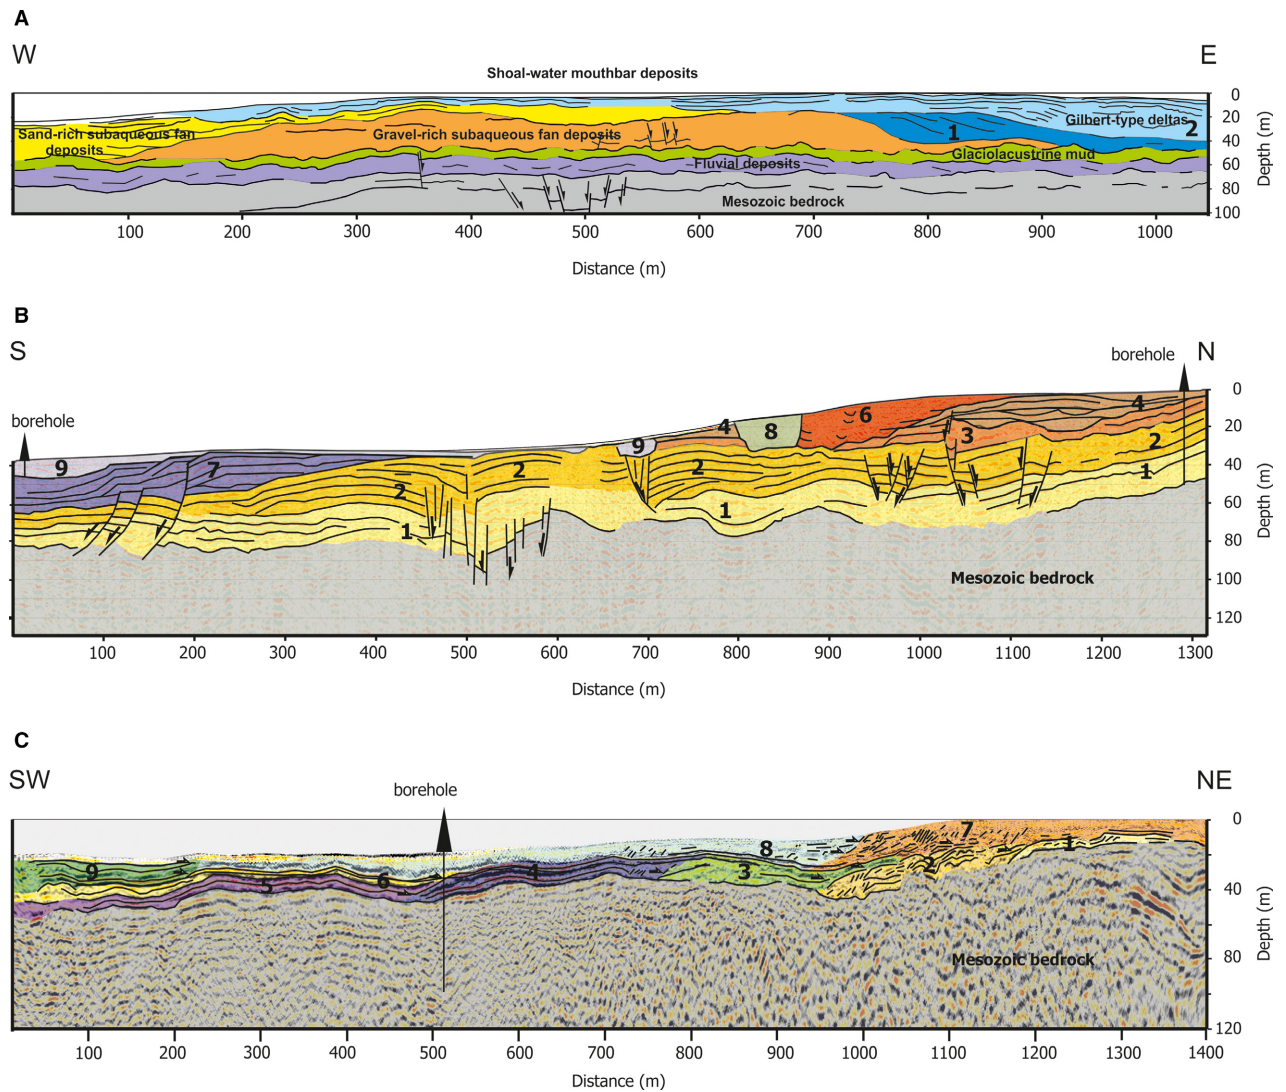 A
W
E
Shoal-water mouthbar deposits
Sand-rich subaqueous fan
deposits
Gravel-rich subaqueous fan deposits
1
Gilbert-type deltas
2
Glaciolacustrine mud
Fluvial deposits
Mesozoic bedrock
0
20
40
60
80
100
Depth (m)
100 200 300 400 500 600 700 800 900 1000
Distance (m)
B
S
N
borehole
borehole
9 7 2 1 2 9 4 2 1 8 6 3 4 2 1
Mesozoic bedrock
0
20
40
60
80
100
120
Depth (m)
100 200 300 400 500 600 700 800 900 1000 1100 1200 1300
Distance (m)
C
SW
NE
borehole
9 5 6 4 3 8 2 7 1
Mesozoic bedrock
0
40
80
120
Depth (m)
100 200 300 400 500 600 700 800 900 1000 1100 1200 1300 1400
Distance (m)